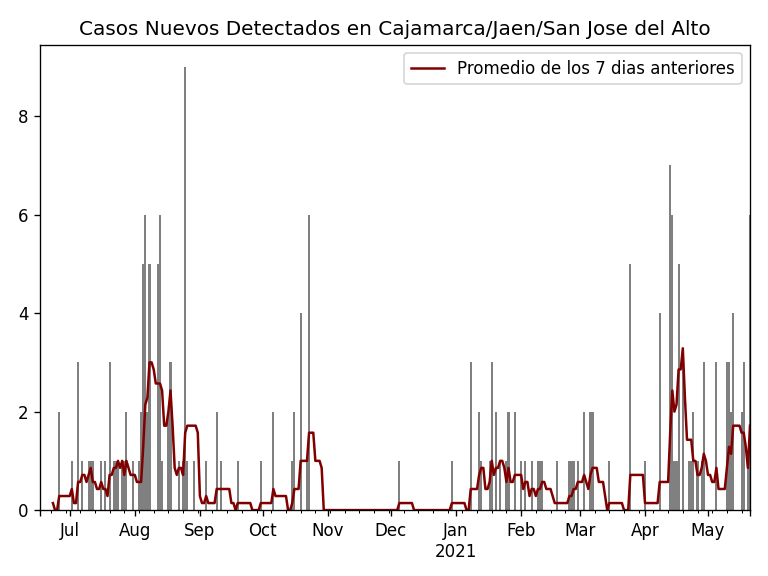 Casos Nuevos Detectados en Cajamarca/Jaen/San Jose del Alto
Promedio de los 7 dias anteriores
8
6
4
2
0
Jul Aug Sep Oct Nov Dec Jan Feb Mar Apr May
2021